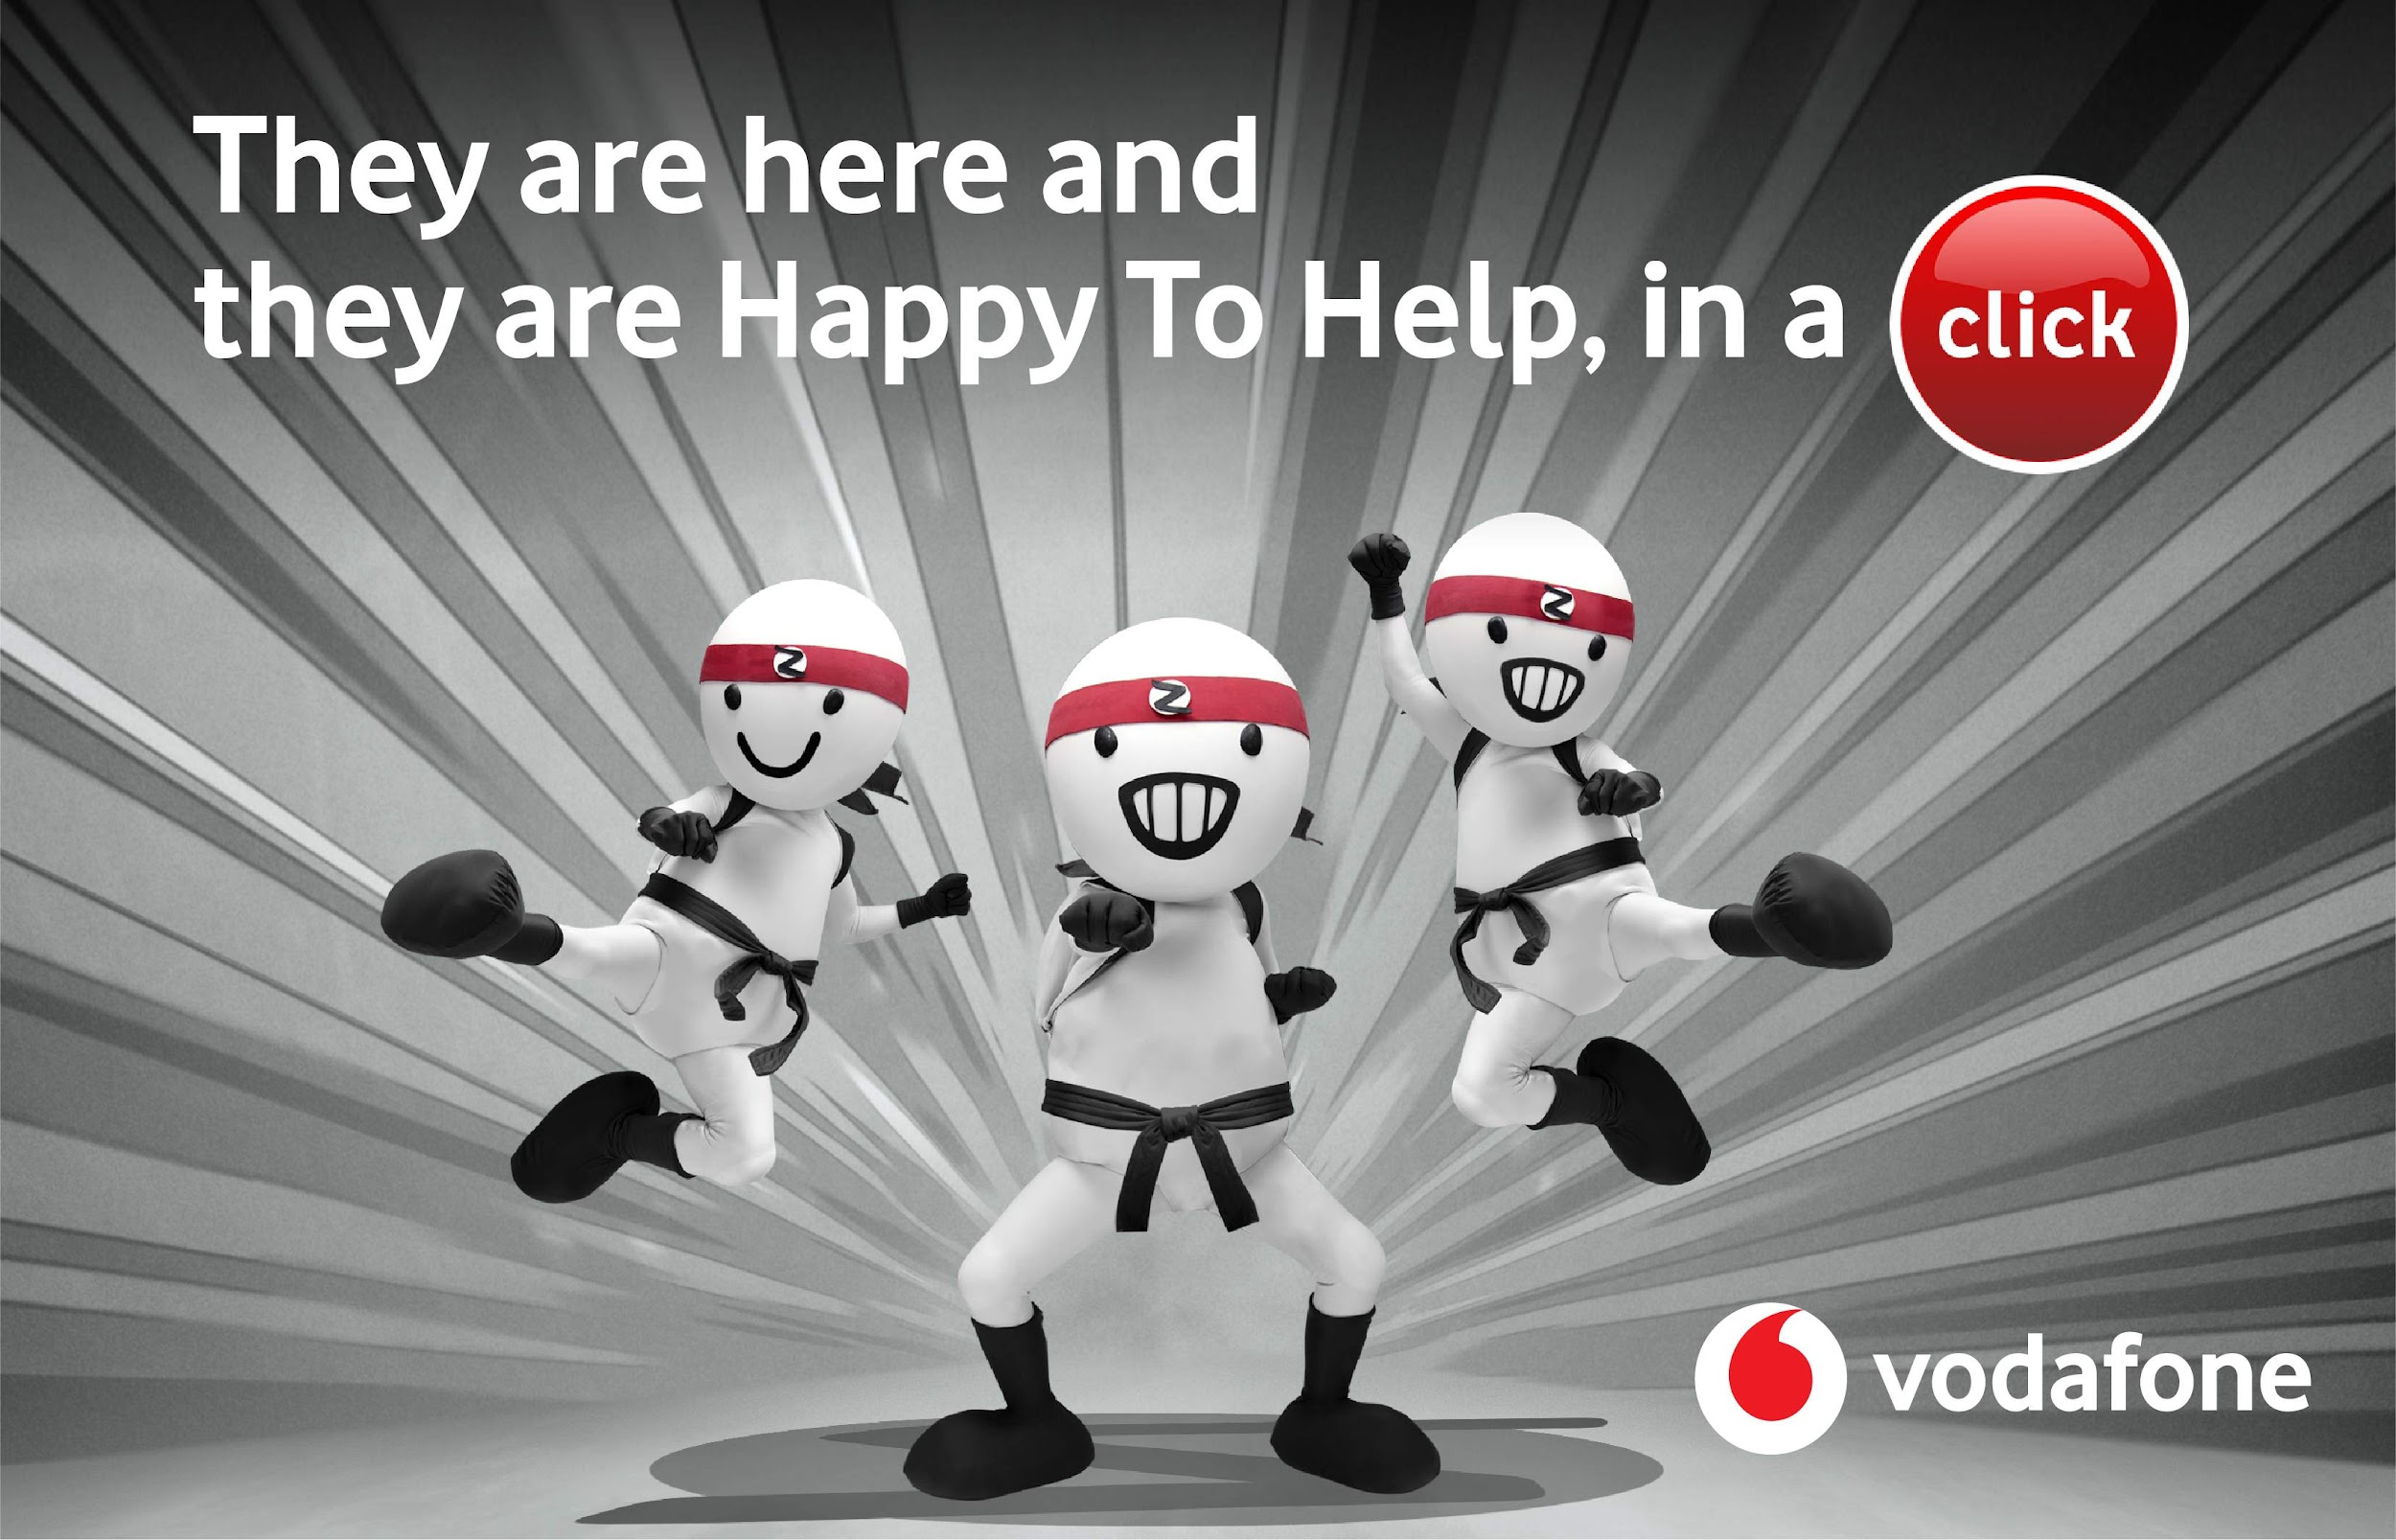 They are here and
they are Happy To Help, in a click
Z
Z
Z
vodafone